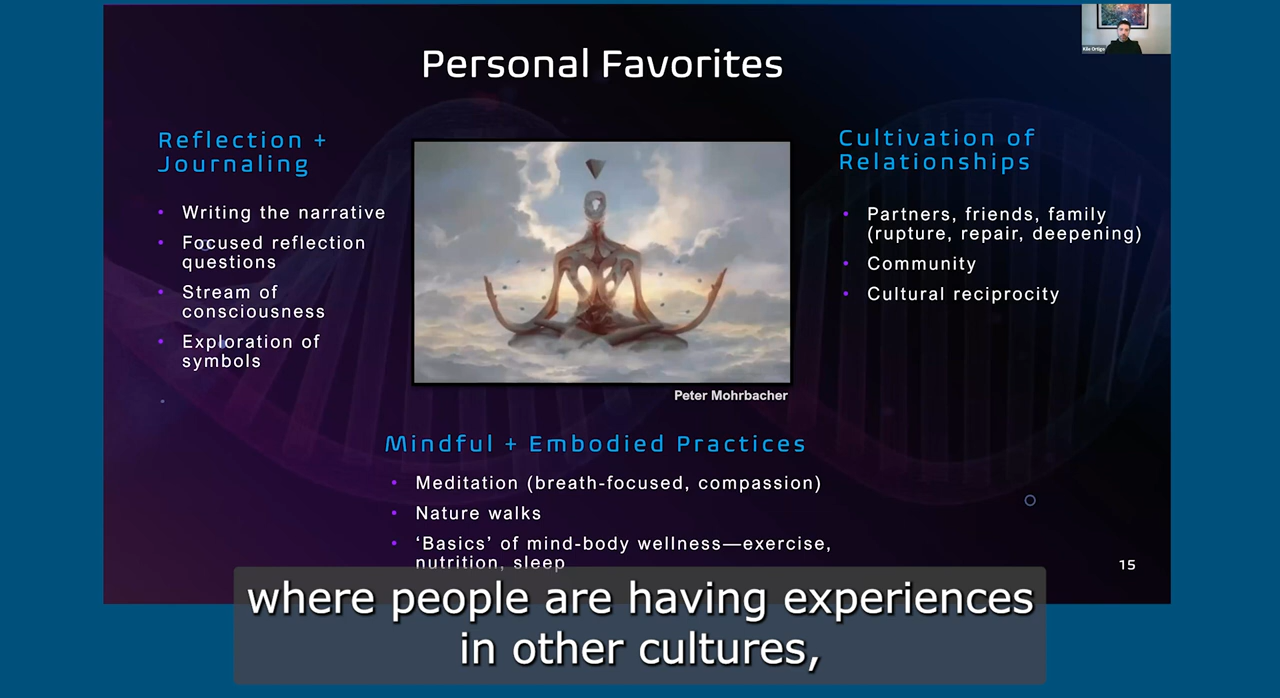 Personal Favorites
Kile Ortigo
Reflection +
Journaling
• Writing the narrative
• Focused reflection
questions
• Stream of
consciousness
• Exploration of
symbols
Peter Mohrbacher
Cultivation of
Relationships
• Partners, friends, family
(rupture, repair, deepening)
• Community
• Cultural reciprocity
Mindful + Embodied Practices
• Meditation (breath-focused, compassion)
• Nature walks
• ‘Basics’ of mind-body wellness—exercise,
nutrition, sleep
15
where people are having experiences
in other cultures,